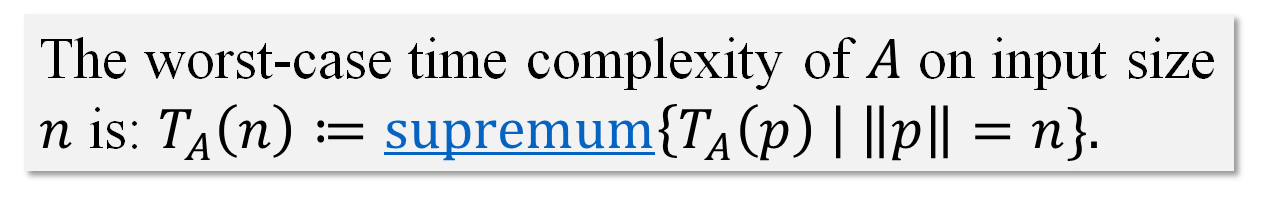 The worst-case time complexity of A on input size
n is: T_A(n) ≔ supremum{T_A(p) | ‖p‖ = n}.